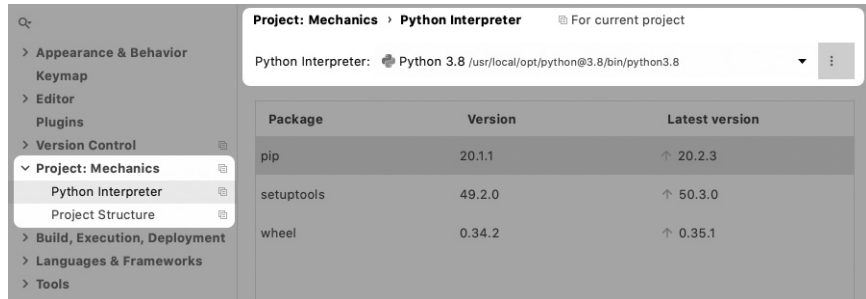 Appearance & Behavior
Keymap
Editor
Plugins
Version Control
Project: Mechanics
Python Interpreter
Project Structure
Build, Execution, Deployment
Languages & Frameworks
Tools
Project: Mechanics › Python Interpreter For current project
Python Interpreter: Python 3.8 /usr/local/opt/python@3.8/bin/python3.8
Package Version Latest version
pip 20.1.1 ↑ 20.2.3
setuptools 49.2.0 ↑ 50.3.0
wheel 0.34.2 ↑ 0.35.1